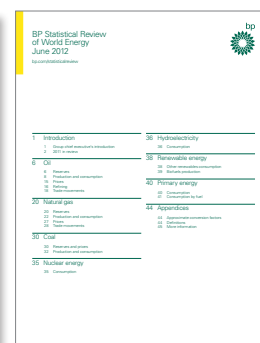 bp
BP Statistical Review
of World Energy
June 2012
bp.com/statisticalreview
1 Introduction
1 Group chief executive's introduction
2 2011 in review
6 Oil
6 Reserves
8 Production and consumption
15 Prices
16 Refining
18 Trade movements
20 Natural gas
20 Reserves
22 Production and consumption
27 Prices
28 Trade movements
30 Coal
30 Reserves and prices
32 Production and consumption
35 Nuclear energy
35 Consumption
36 Hydroelectricity
36 Consumption
38 Renewable energy
38 Other renewables consumption
39 Biofuels production
40 Primary energy
40 Consumption
41 Consumption by fuel
44 Appendices
44 Approximate conversion factors
44 Definitions
45 More information